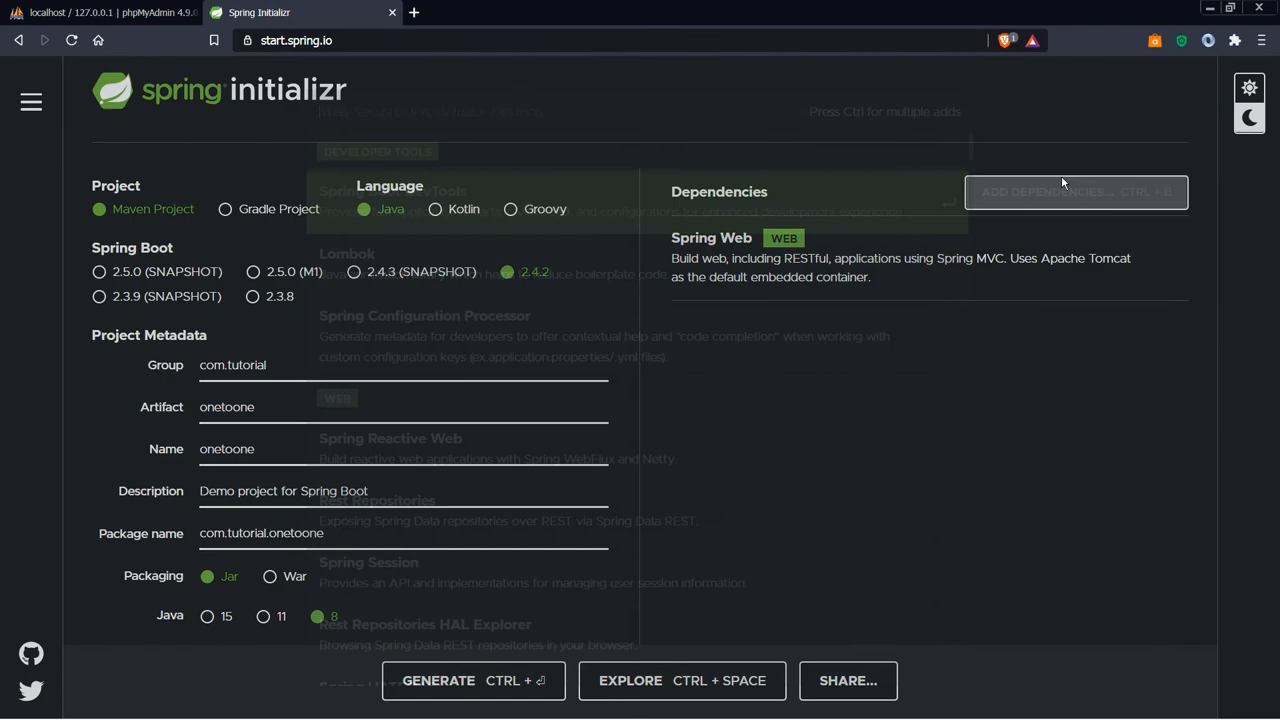 localhost / 127.0.0.1 | phpMyAdmin 4.9.0
Spring Initializr
start.spring.io
1
spring initializr
Press Ctrl for multiple adds
DEVELOPER TOOLS
Project
Language
Maven Project
Gradle Project
Java
Kotlin
Groovy
Dependencies
ADD DEPENDENCIES... CTRL + B
Spring Web
WEB
Build web, including RESTful, applications using Spring MVC. Uses Apache Tomcat
as the default embedded container.
Spring Boot
2.5.0 (SNAPSHOT)
2.5.0 (M1)
2.4.3 (SNAPSHOT)
2.4.2
2.3.9 (SNAPSHOT)
2.3.8
Lombok
Spring Configuration Processor
Generate metadata for developers to offer contextual help and "code completion" when working with
custom configuration keys (ex.application.properties/.yml files).
WEB
Spring Reactive Web
Build reactive web applications with Spring WebFlux and Netty.
Rest Repositories
Exposing Spring Data repositories over REST via Spring Data REST.
Spring Session
Provides an API and implementations for managing user session information.
Rest Repositories HAL Explorer
Browsing Spring Data REST repositories in your browser.
Project Metadata
Group
com.tutorial
Artifact
onetoone
Name
onetoone
Description
Demo project for Spring Boot
Package name
com.tutorial.onetoone
Packaging
Jar
War
Java
15
11
8
GENERATE CTRL + ⏎
EXPLORE CTRL + SPACE
SHARE...